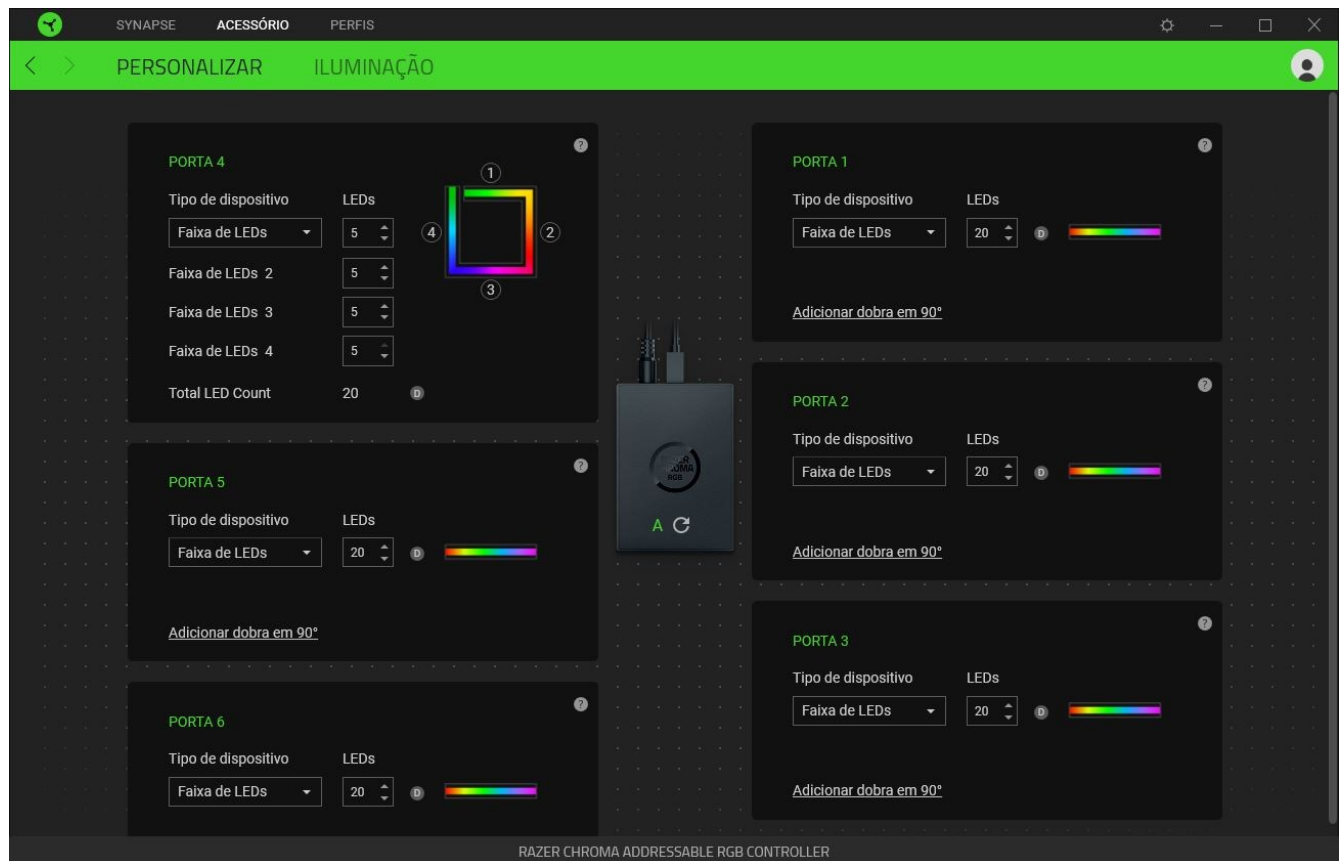 SYNAPSE ACESSÓRIO PERFIS
PERSONALIZAR ILUMINAÇÃO
PORTA 4
Tipo de dispositivo LEDs
Faixa de LEDs 5
Faixa de LEDs 2 5
Faixa de LEDs 3 5
Faixa de LEDs 4 5
Total LED Count 20 D
1
2
3
4
PORTA 5
Tipo de dispositivo LEDs
Faixa de LEDs 20 D
Adicionar dobra em 90°
PORTA 6
Tipo de dispositivo LEDs
Faixa de LEDs 20 D
RGB
A
PORTA 1
Tipo de dispositivo LEDs
Faixa de LEDs 20 D
Adicionar dobra em 90°
PORTA 2
Tipo de dispositivo LEDs
Faixa de LEDs 20 D
Adicionar dobra em 90°
PORTA 3
Tipo de dispositivo LEDs
Faixa de LEDs 20 D
Adicionar dobra em 90°
RAZER CHROMA ADDRESSABLE RGB CONTROLLER